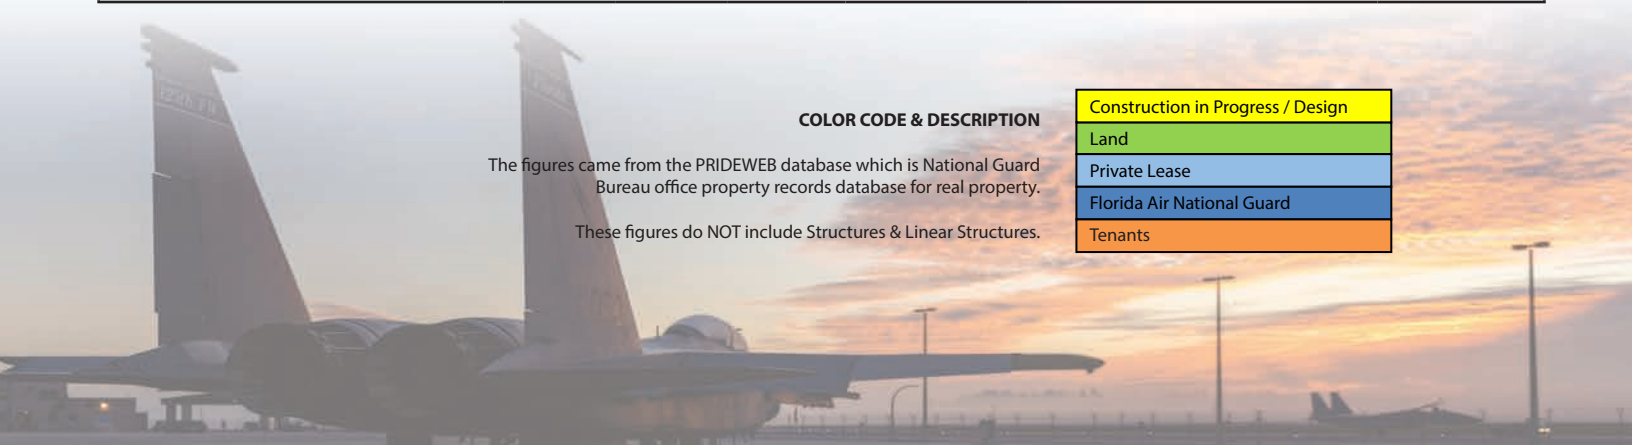 COLOR CODE & DESCRIPTION
The figures came from the PRIDEWEB database which is National Guard
Bureau office property records database for real property.
These figures do NOT include Structures & Linear Structures.
Construction in Progress / Design
Land
Private Lease
Florida Air National Guard
Tenants